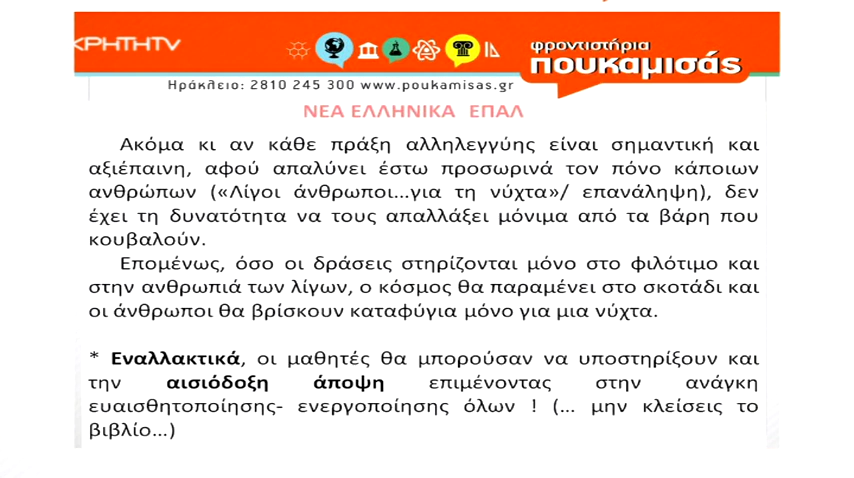 ΚΡΗΤΗTV
φροντιστήρια
πουκαμισάς
Ηράκλειο: 2810 245 300 www.poukamisas.gr
ΝΕΑ ΕΛΛΗΝΙΚΑ ΕΠΑΛ
Ακόμα κι αν κάθε πράξη αλληλεγγύης είναι σημαντική και
αξιέπαινη, αφού απαλύνει έστω προσωρινά τον πόνο κάποιων
ανθρώπων («Λίγοι άνθρωποι...για τη νύχτα»/ επανάληψη), δεν
έχει τη δυνατότητα να τους απαλλάξει μόνιμα από τα βάρη που
κουβαλούν.
Επομένως, όσο οι δράσεις στηρίζονται μόνο στο φιλότιμο και
στην ανθρωπιά των λίγων, ο κόσμος θα παραμένει στο σκοτάδι και
οι άνθρωποι θα βρίσκουν καταφύγια μόνο για μια νύχτα.
* Εναλλακτικά, οι μαθητές θα μπορούσαν να υποστηρίξουν και
την αισιόδοξη άποψη επιμένοντας στην ανάγκη
ευαισθητοποίησης- ενεργοποίησης όλων ! (... μην κλείσεις το
βιβλίο...)